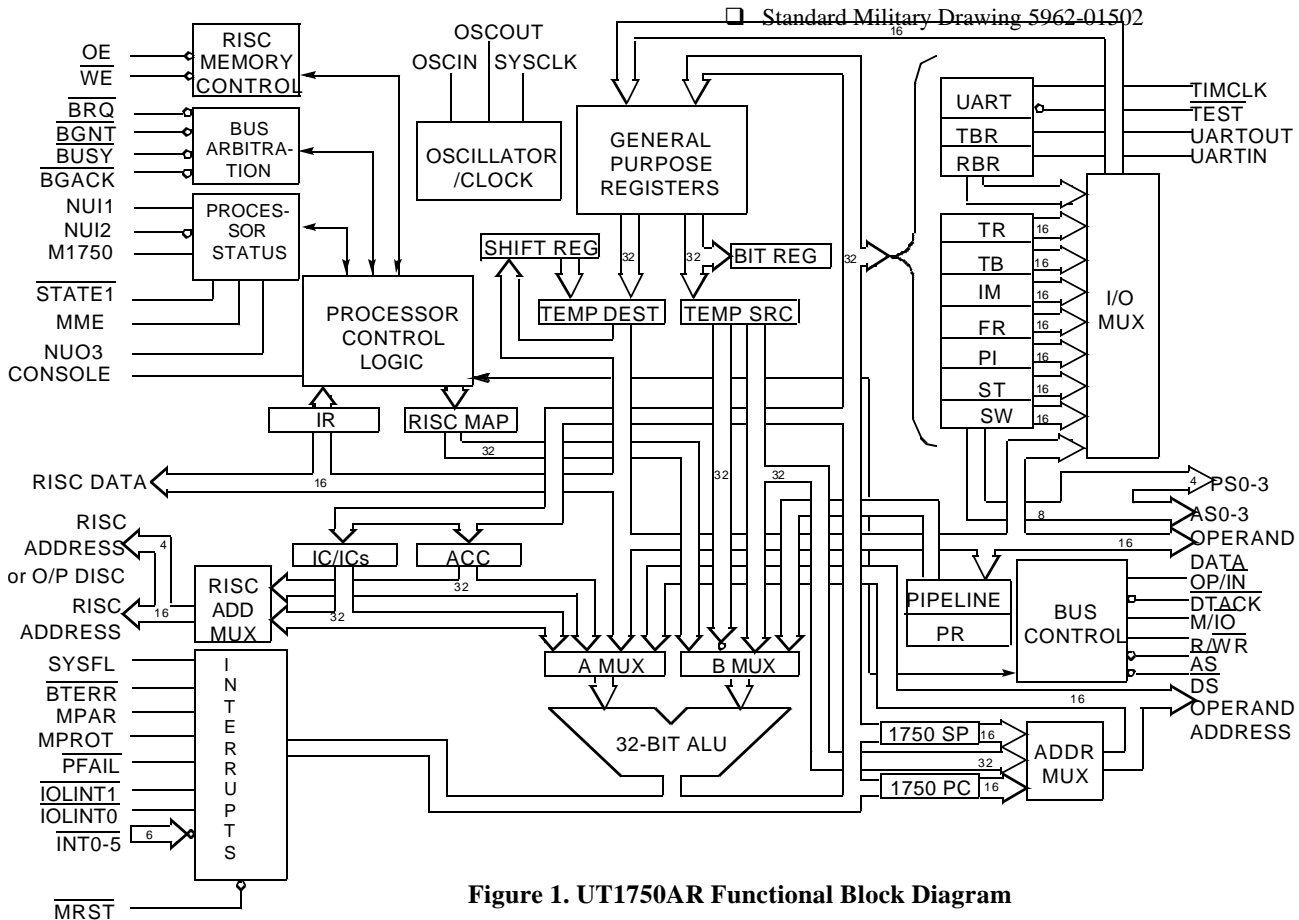 ❑ Standard Military Drawing 5962-01502
16
OSCOUT
OSCIN
SYSCLK
OE
WE
RISC
MEMORY
CONTROL
BRQ
BGNT
BUSY
BGACK
BUS
ARBITRA-
TION
NUI1
NUI2
M1750
PROCES-
SOR
STATUS
STATE1
MME
NUO3
CONSOLE
OSCILLATOR
/CLOCK
GENERAL
PURPOSE
REGISTERS
UART
TBR
RBR
TIMCLK
TEST
UARTOUT
UARTIN
TR
TB
IM
FR
PI
ST
SW
16
16
16
16
16
16
16
I/O
MUX
SHIFT REG
32
32
BIT REG
32
TEMP DEST
TEMP SRC
PROCESSOR
CONTROL
LOGIC
IR
RISC MAP
32
32
32
RISC DATA
16
4
PS0-3
8
AS0-3
16
OPERAND
DATA
RISC
ADDRESS
or O/P DISC
4
RISC
ADDRESS
16
IC/ICs
ACC
32
32
RISC
ADD
MUX
PIPELINE
PR
BUS
CONTROL
OP/IN
DTACK
M/IO
R/WR
AS
DS
16
OPERAND
ADDRESS
A MUX
B MUX
32-BIT ALU
1750 SP
16
32
1750 PC
16
ADDR
MUX
SYSFL
BTERR
MPAR
MPROT
PFAIL
IOLINT1
IOLINT0
INT0-5
6
I
N
T
E
R
R
U
P
T
S
MRST
Figure 1. UT1750AR Functional Block Diagram